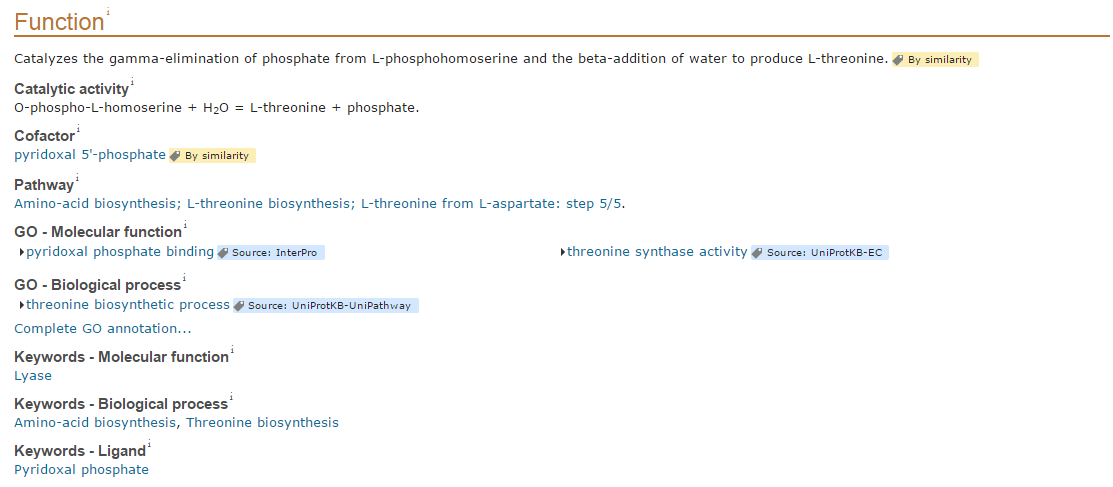 Function i
Catalyzes the gamma-elimination of phosphate from L-phosphohomoserine and the beta-addition of water to produce L-threonine. By similarity
Catalytic activity i
O-phospho-L-homoserine + H₂O = L-threonine + phosphate.
Cofactor i
pyridoxal 5'-phosphate By similarity
Pathway i
Amino-acid biosynthesis; L-threonine biosynthesis; L-threonine from L-aspartate: step 5/5.
GO - Molecular function i
pyridoxal phosphate binding Source: InterPro threonine synthase activity Source: UniProtKB-EC
GO - Biological process i
threonine biosynthetic process Source: UniProtKB-UniPathway
Complete GO annotation...
Keywords - Molecular function i
Lyase
Keywords - Biological process i
Amino-acid biosynthesis, Threonine biosynthesis
Keywords - Ligand i
Pyridoxal phosphate